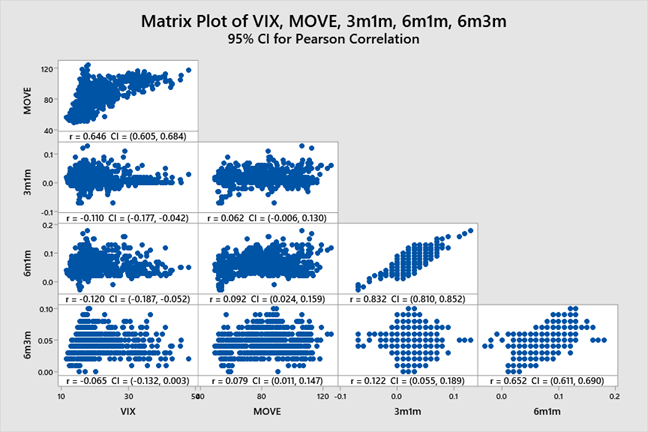 Matrix Plot of VIX, MOVE, 3m1m, 6m1m, 6m3m
95% CI for Pearson Correlation
120
80
40
MOVE
r = 0.646 CI = (0.605, 0.684)
0.1
0.0
-0.1
3m1m
r = -0.110 CI = (-0.177, -0.042)
r = 0.062 CI = (-0.006, 0.130)
0.2
0.1
0.0
6m1m
r = -0.120 CI = (-0.187, -0.052)
r = 0.092 CI = (0.024, 0.159)
r = 0.832 CI = (0.810, 0.852)
0.10
0.05
0.00
6m3m
r = -0.065 CI = (-0.132, 0.003)
r = 0.079 CI = (0.011, 0.147)
r = 0.122 CI = (0.055, 0.189)
r = 0.652 CI = (0.611, 0.690)
10 30 80 120 -0.1 0.0 0.1 0.0 0.1 0.2
VIX MOVE 3m1m 6m1m